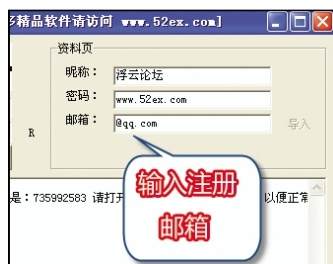 精品软件请访问 www.52ex.com]
资料页
昵称： 浮云论坛
密码： www.52ex.com
邮箱： @qq.com
R
导入
输入注册
邮箱
是：735992583 请打开
以便正常